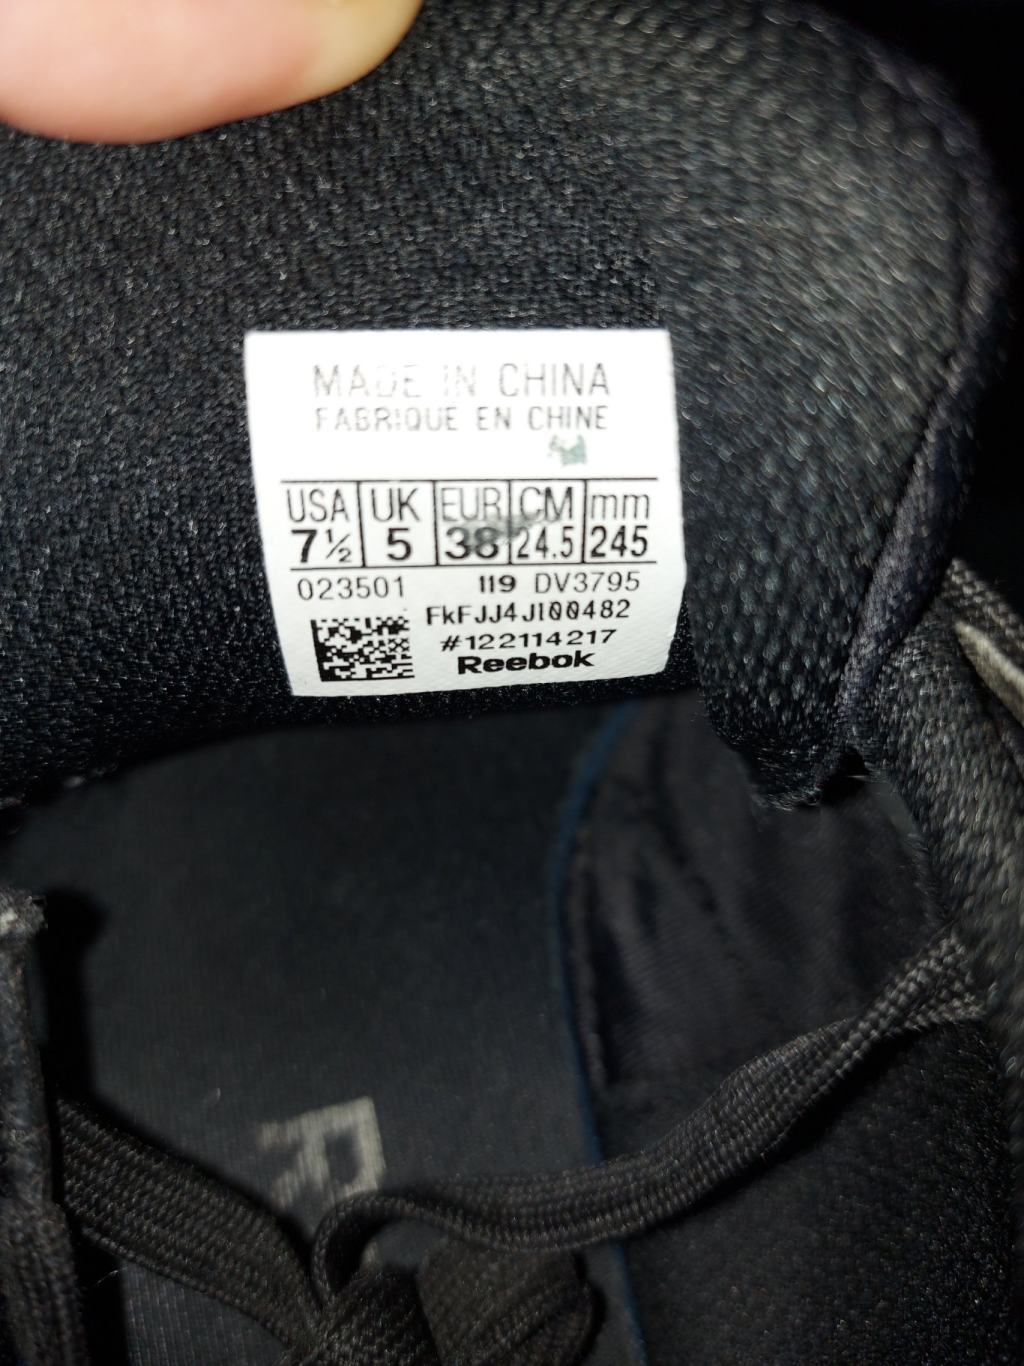 MADE IN CHINA
FABRIQUE EN CHINE
USA UK EUR CM mm
7½ 5 38 24.5 245
023501 119 DV3795
FkFJJ4J100482
#122114217
Reebok
R